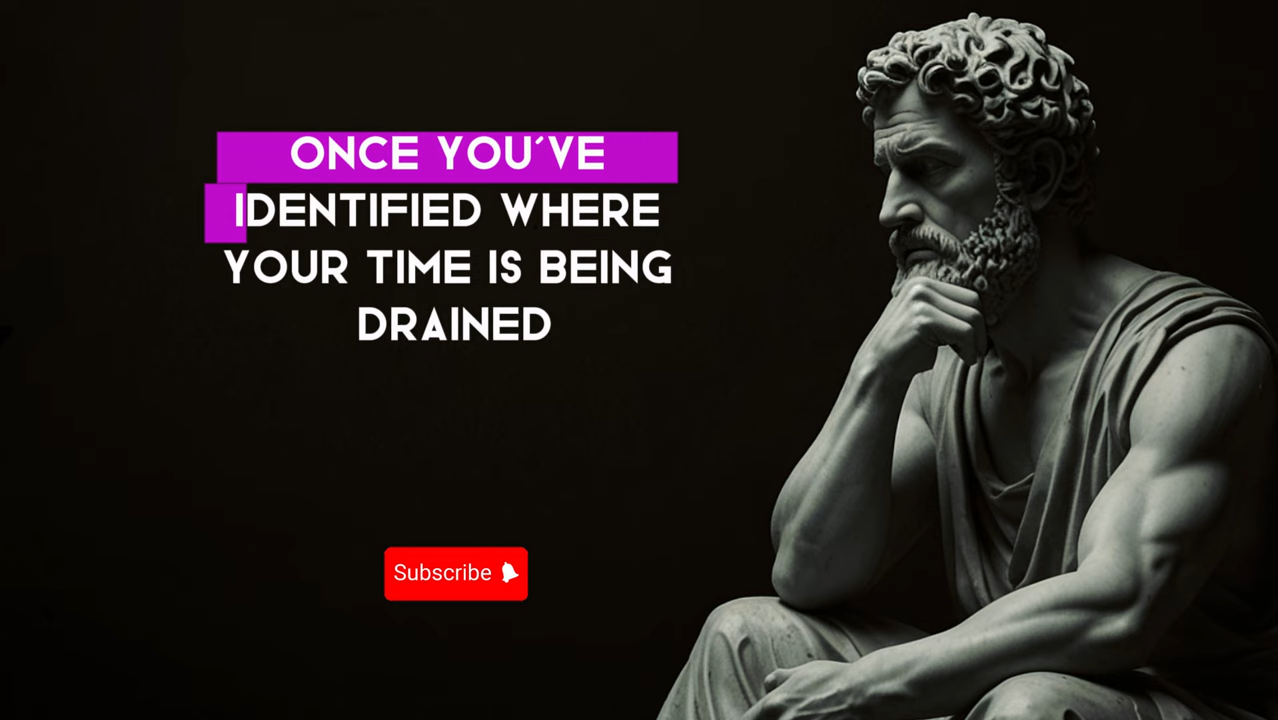 ONCE YOU'VE
IDENTIFIED WHERE
YOUR TIME IS BEING
DRAINED
Subscribe